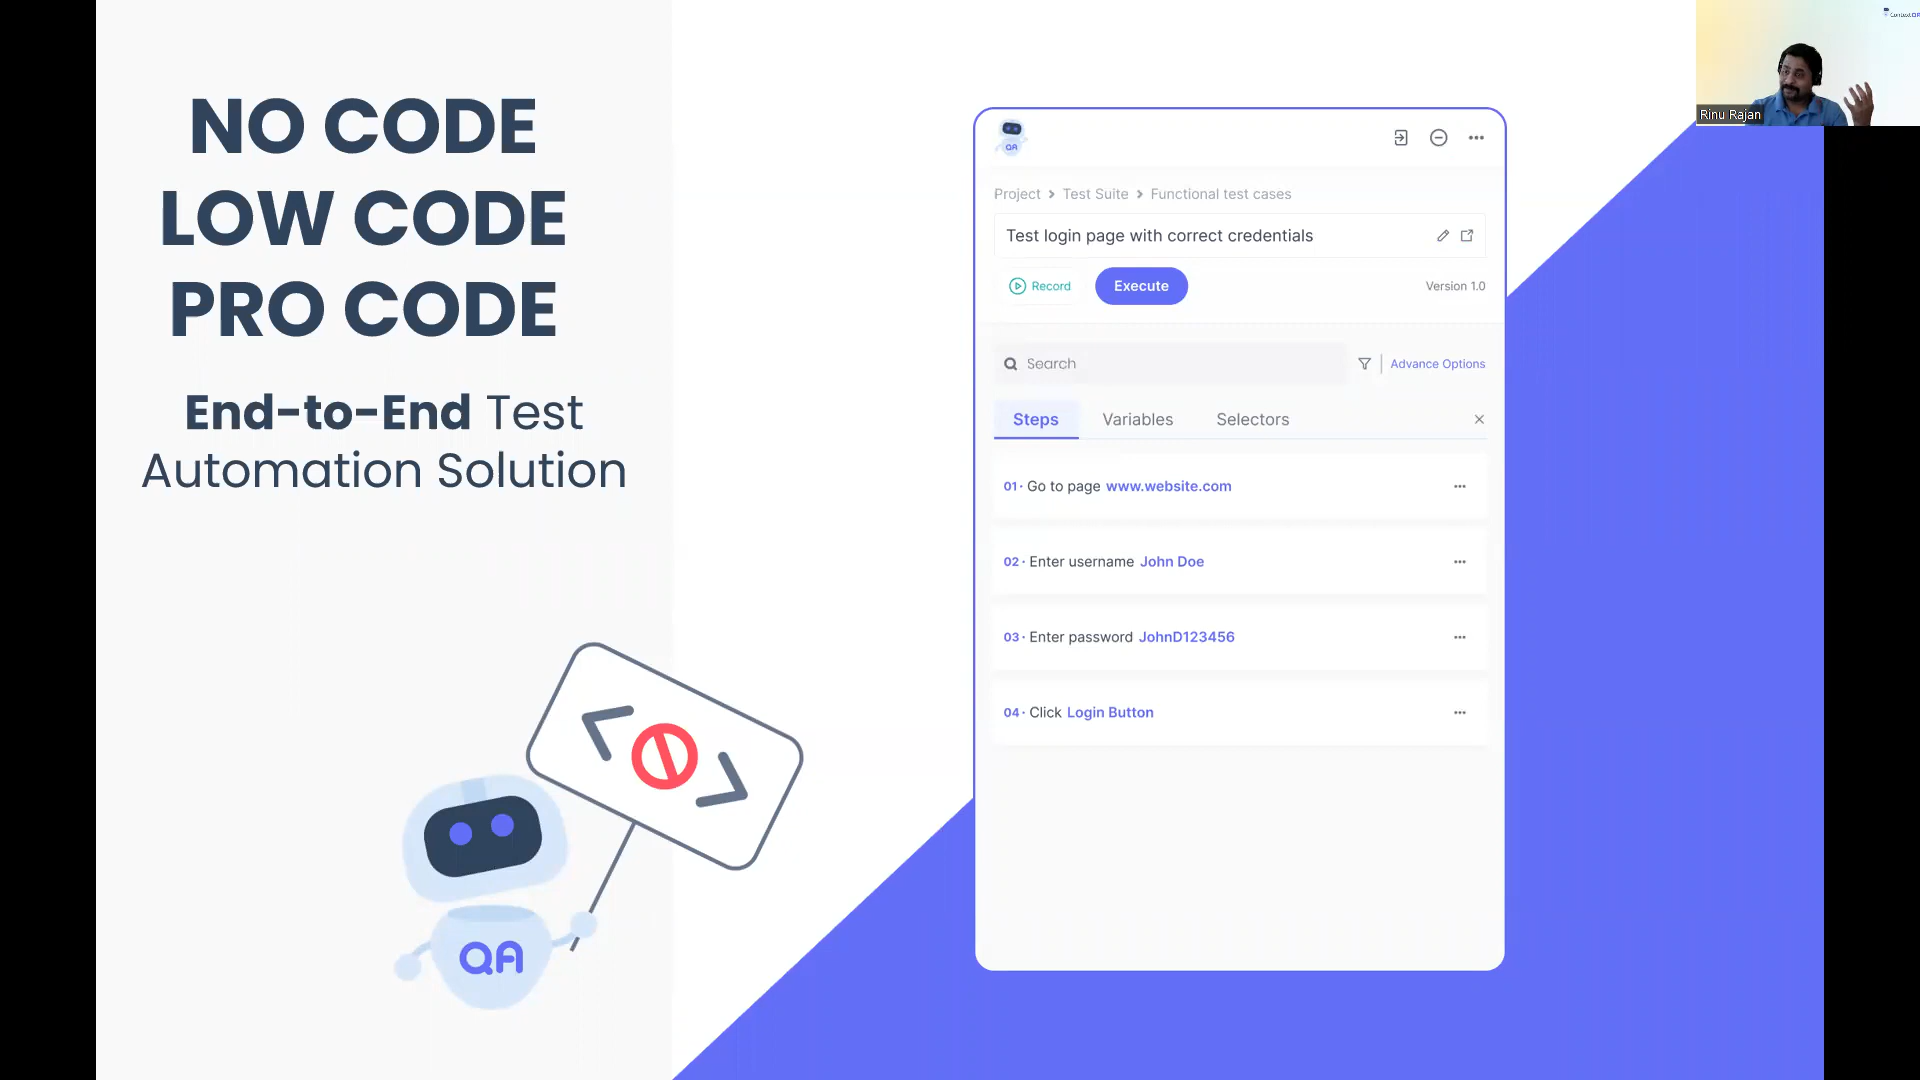 NO CODE
LOW CODE
PRO CODE
End-to-End Test
Automation Solution
QA
QA
Project > Test Suite > Functional test cases
Test login page with correct credentials
Record
Execute
Version 1.0
Search
Advance Options
Steps
Variables
Selectors
01· Go to page www.website.com
02· Enter username John Doe
03· Enter password JohnD123456
04· Click Login Button
Rinu Rajan